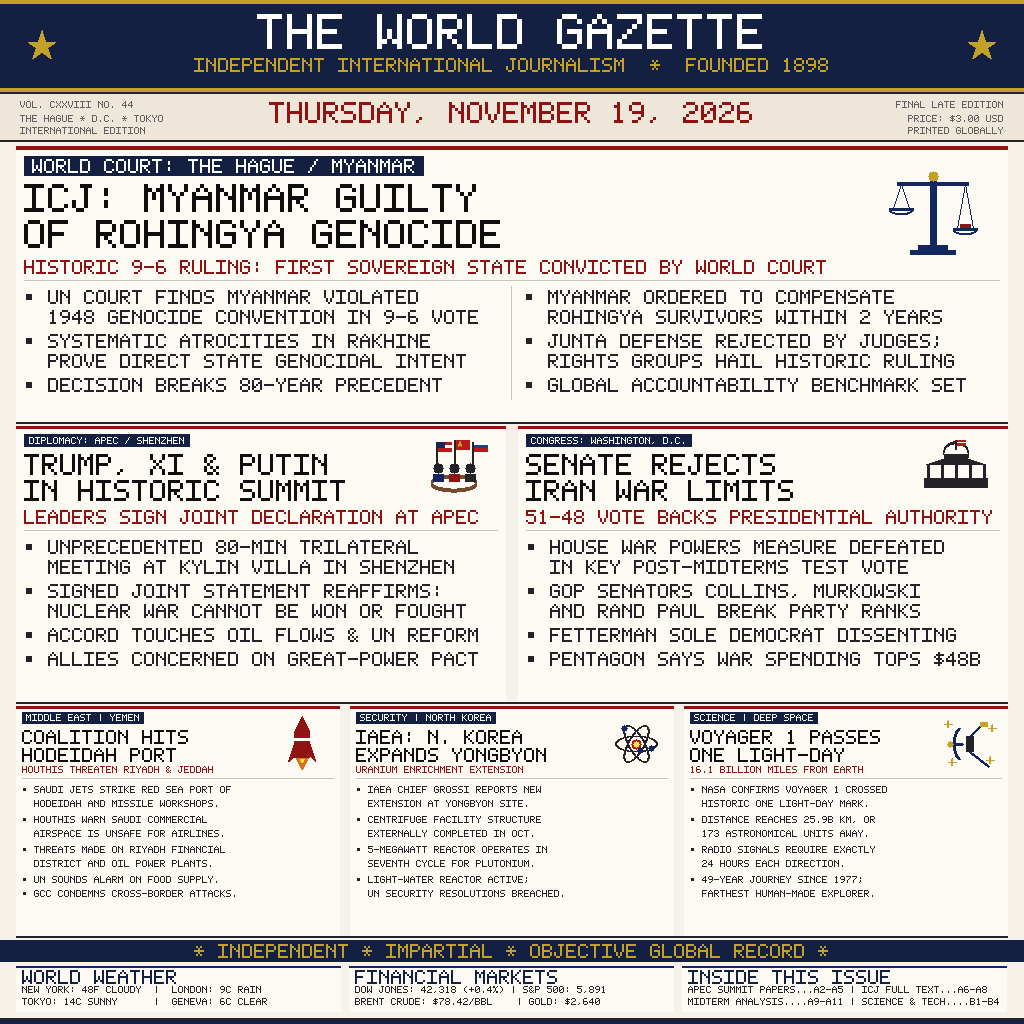 THE WORLD GAZETTE
INDEPENDENT INTERNATIONAL JOURNALISM * FOUNDED 1898
VOL. CXXVIII NO. 44
THE HAGUE * D.C. * TOKYO
INTERNATIONAL EDITION
THURSDAY, NOVEMBER 19, 2026
FINAL LATE EDITION
PRICE: $3.00 USD
PRINTED GLOBALLY
WORLD COURT: THE HAGUE / MYANMAR
ICJ: MYANMAR GUILTY
OF ROHINGYA GENOCIDE
HISTORIC 9-6 RULING: FIRST SOVEREIGN STATE CONVICTED BY WORLD COURT
▪ UN COURT FINDS MYANMAR VIOLATED
1948 GENOCIDE CONVENTION IN 9-6 VOTE
▪ SYSTEMATIC ATROCITIES IN RAKHINE
PROVE DIRECT STATE GENOCIDAL INTENT
▪ DECISION BREAKS 80-YEAR PRECEDENT
▪ MYANMAR ORDERED TO COMPENSATE
ROHINGYA SURVIVORS WITHIN 2 YEARS
▪ JUNTA DEFENSE REJECTED BY JUDGES;
RIGHTS GROUPS HAIL HISTORIC RULING
▪ GLOBAL ACCOUNTABILITY BENCHMARK SET
DIPLOMACY: APEC / SHENZHEN
TRUMP, XI & PUTIN
IN HISTORIC SUMMIT
LEADERS SIGN JOINT DECLARATION AT APEC
▪ UNPRECEDENTED 80-MIN TRILATERAL
MEETING AT KYLIN VILLA IN SHENZHEN
▪ SIGNED JOINT STATEMENT REAFFIRMS:
NUCLEAR WAR CANNOT BE WON OR FOUGHT
▪ ACCORD TOUCHES OIL FLOWS & UN REFORM
▪ ALLIES CONCERNED ON GREAT-POWER PACT
CONGRESS: WASHINGTON, D.C.
SENATE REJECTS
IRAN WAR LIMITS
51-48 VOTE BACKS PRESIDENTIAL AUTHORITY
▪ HOUSE WAR POWERS MEASURE DEFEATED
IN KEY POST-MIDTERMS TEST VOTE
▪ GOP SENATORS COLLINS, MURKOWSKI
AND RAND PAUL BREAK PARTY RANKS
▪ FETTERMAN SOLE DEMOCRAT DISSENTING
▪ PENTAGON SAYS WAR SPENDING TOPS $48B
MIDDLE EAST | YEMEN
COALITION HITS
HODEIDAH PORT
HOUTHIS THREATEN RIYADH & JEDDAH
▪ SAUDI JETS STRIKE RED SEA PORT OF
HODEIDAH AND MISSILE WORKSHOPS.
▪ HOUTHIS WARN SAUDI COMMERCIAL
AIRSPACE IS UNSAFE FOR AIRLINES.
▪ THREATS MADE ON RIYADH FINANCIAL
DISTRICT AND OIL POWER PLANTS.
▪ UN SOUNDS ALARM ON FOOD SUPPLY.
▪ GCC CONDEMNS CROSS-BORDER ATTACKS.
SECURITY | NORTH KOREA
IAEA: N. KOREA
EXPANDS YONGBYON
URANIUM ENRICHMENT EXTENSION
▪ IAEA CHIEF GROSSI REPORTS NEW
EXTENSION AT YONGBYON SITE.
▪ CENTRIFUGE FACILITY STRUCTURE
EXTERNALLY COMPLETED IN OCT.
▪ 5-MEGAWATT REACTOR OPERATES IN
SEVENTH CYCLE FOR PLUTONIUM.
▪ LIGHT-WATER REACTOR ACTIVE;
UN SECURITY RESOLUTIONS BREACHED.
SCIENCE | DEEP SPACE
VOYAGER 1 PASSES
ONE LIGHT-DAY
16.1 BILLION MILES FROM EARTH
▪ NASA CONFIRMS VOYAGER 1 CROSSED
HISTORIC ONE LIGHT-DAY MARK.
▪ DISTANCE REACHES 25.9B KM, OR
173 ASTRONOMICAL UNITS AWAY.
▪ RADIO SIGNALS REQUIRE EXACTLY
24 HOURS EACH DIRECTION.
▪ 49-YEAR JOURNEY SINCE 1977;
FARTHEST HUMAN-MADE EXPLORER.
* INDEPENDENT * IMPARTIAL * OBJECTIVE GLOBAL RECORD *
WORLD WEATHER
NEW YORK: 48F CLOUDY | LONDON: 9C RAIN
TOKYO: 14C SUNNY | GENEVA: 6C CLEAR
FINANCIAL MARKETS
DOW JONES: 42,318 (+0.4%) | S&P 500: 5,891
BRENT CRUDE: $78.42/BBL | GOLD: $2,640
INSIDE THIS ISSUE
APEC SUMMIT PAPERS...A2-A5 | ICJ FULL TEXT...A6-A8
MIDTERM ANALYSIS....A9-A11 | SCIENCE & TECH....B1-B4